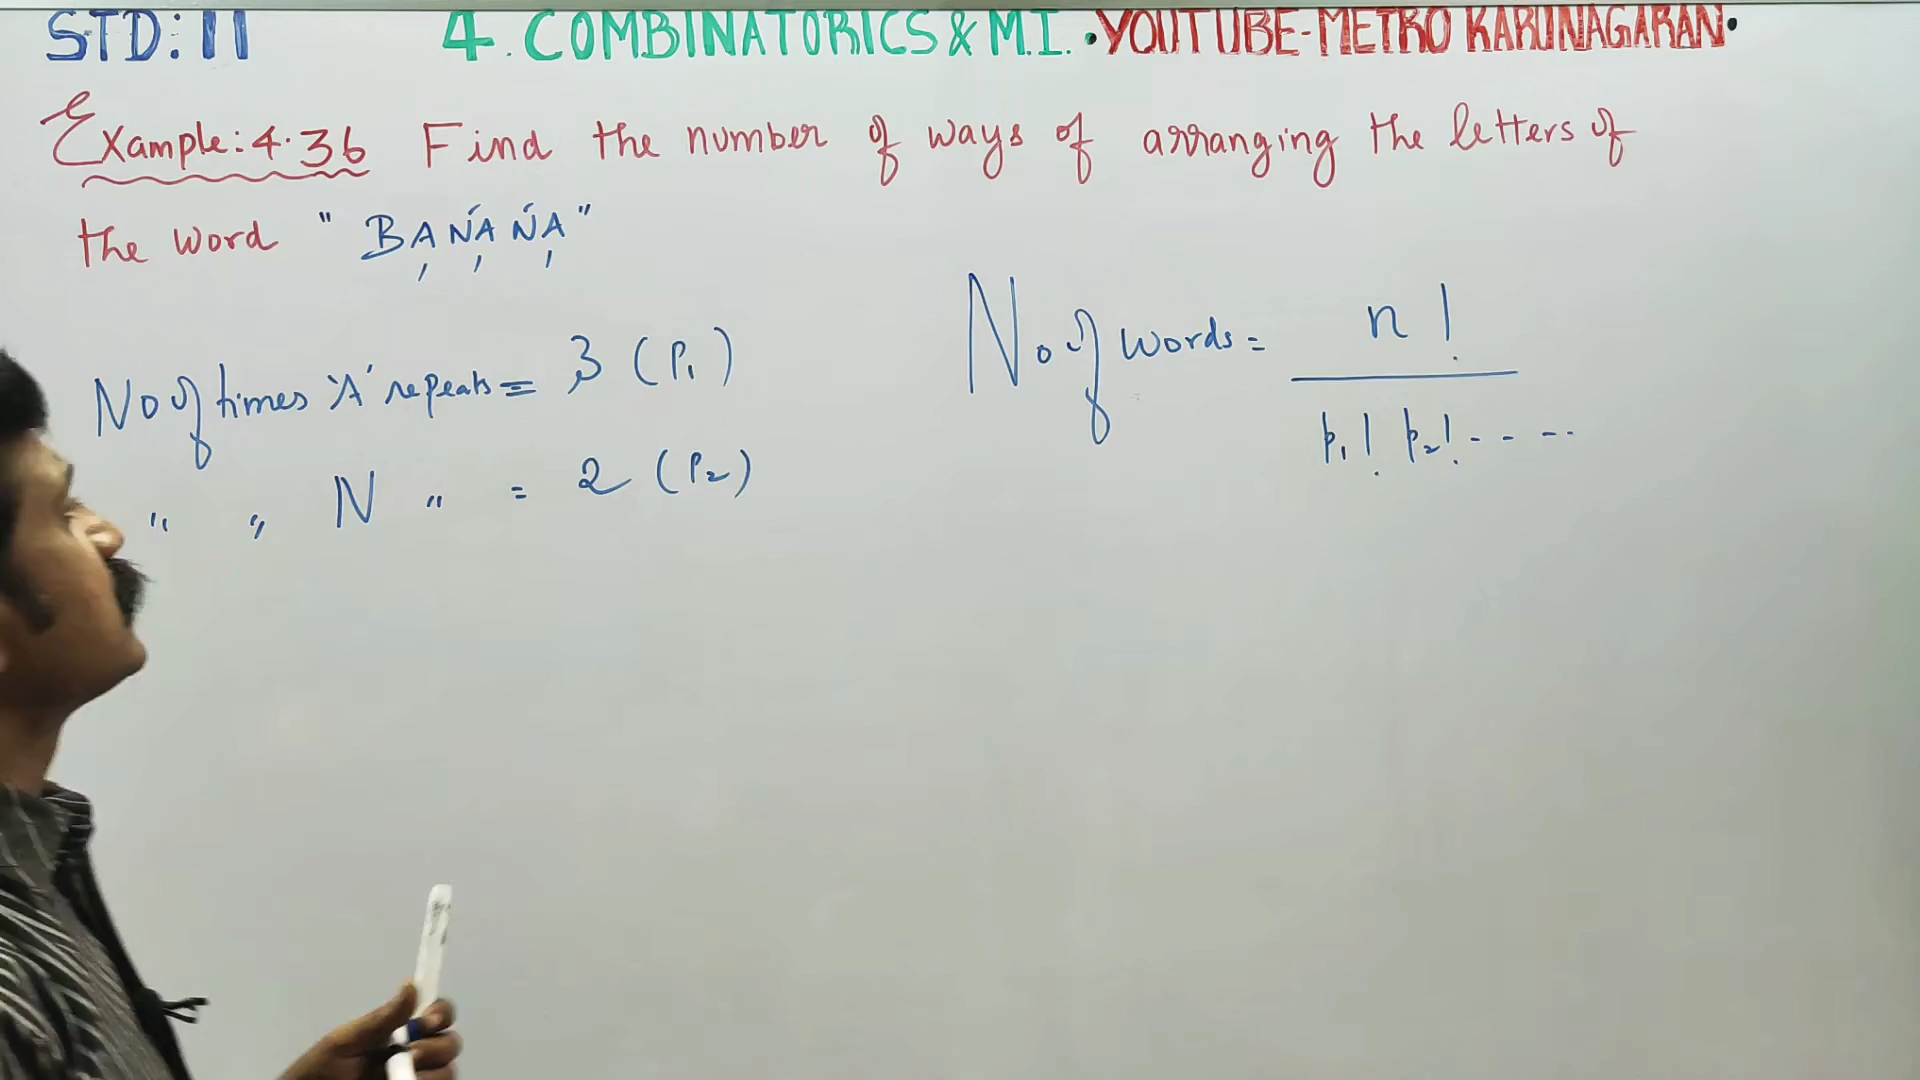 STD: 11 4. COMBINATORICS & M.I. • YOUTUBE-METRO KARUNAGARAN •
Example: 4.36 Find the number of ways of arranging the letters of
the word " BANANA "
No of times 'A' repeats = 3 (P₁)
" " N " = 2 (P₂)
No of words = n! / p₁! p₂! - - - -